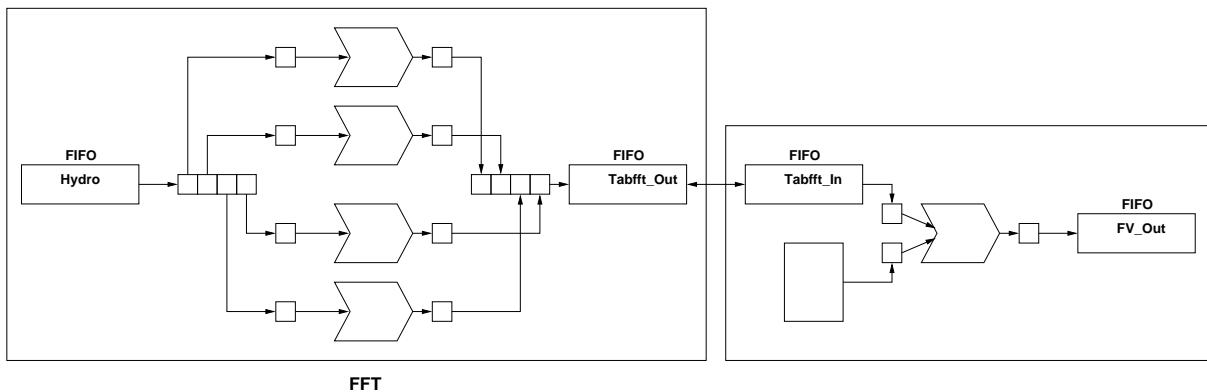 FIFO
Hydro
FIFO
Tabfft_Out
FFT
FIFO
Tabfft_In
FIFO
FV_Out